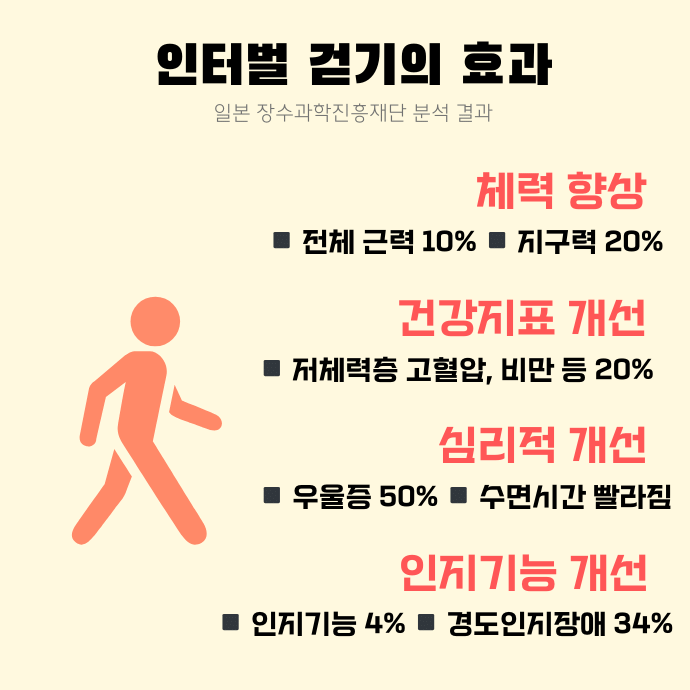 인터벌 걷기의 효과
일본 장수과학진흥재단 분석 결과
체력 향상
■ 전체 근력 10% ■ 지구력 20%
건강지표 개선
■ 저체력층 고혈압, 비만 등 20%
심리적 개선
■ 우울증 50% ■ 수면시간 빨라짐
인지기능 개선
■ 인지기능 4% ■ 경도인지장애 34%